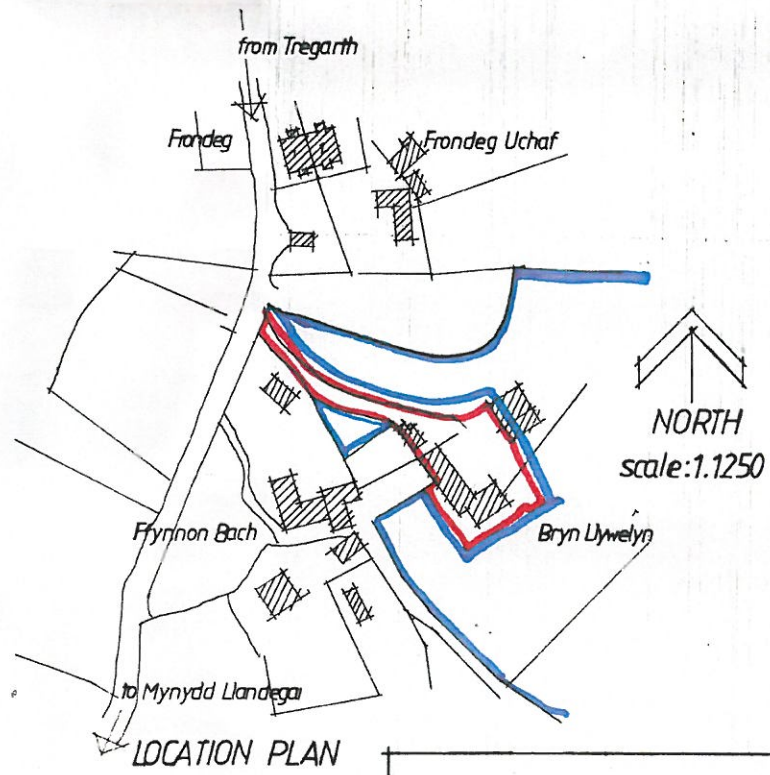 from Tregarth
Frondeg
Frondeg Uchaf
NORTH
scale:1.1250
Ffynnon Bach
Bryn Llywelyn
to Mynydd Llandegai
LOCATION PLAN